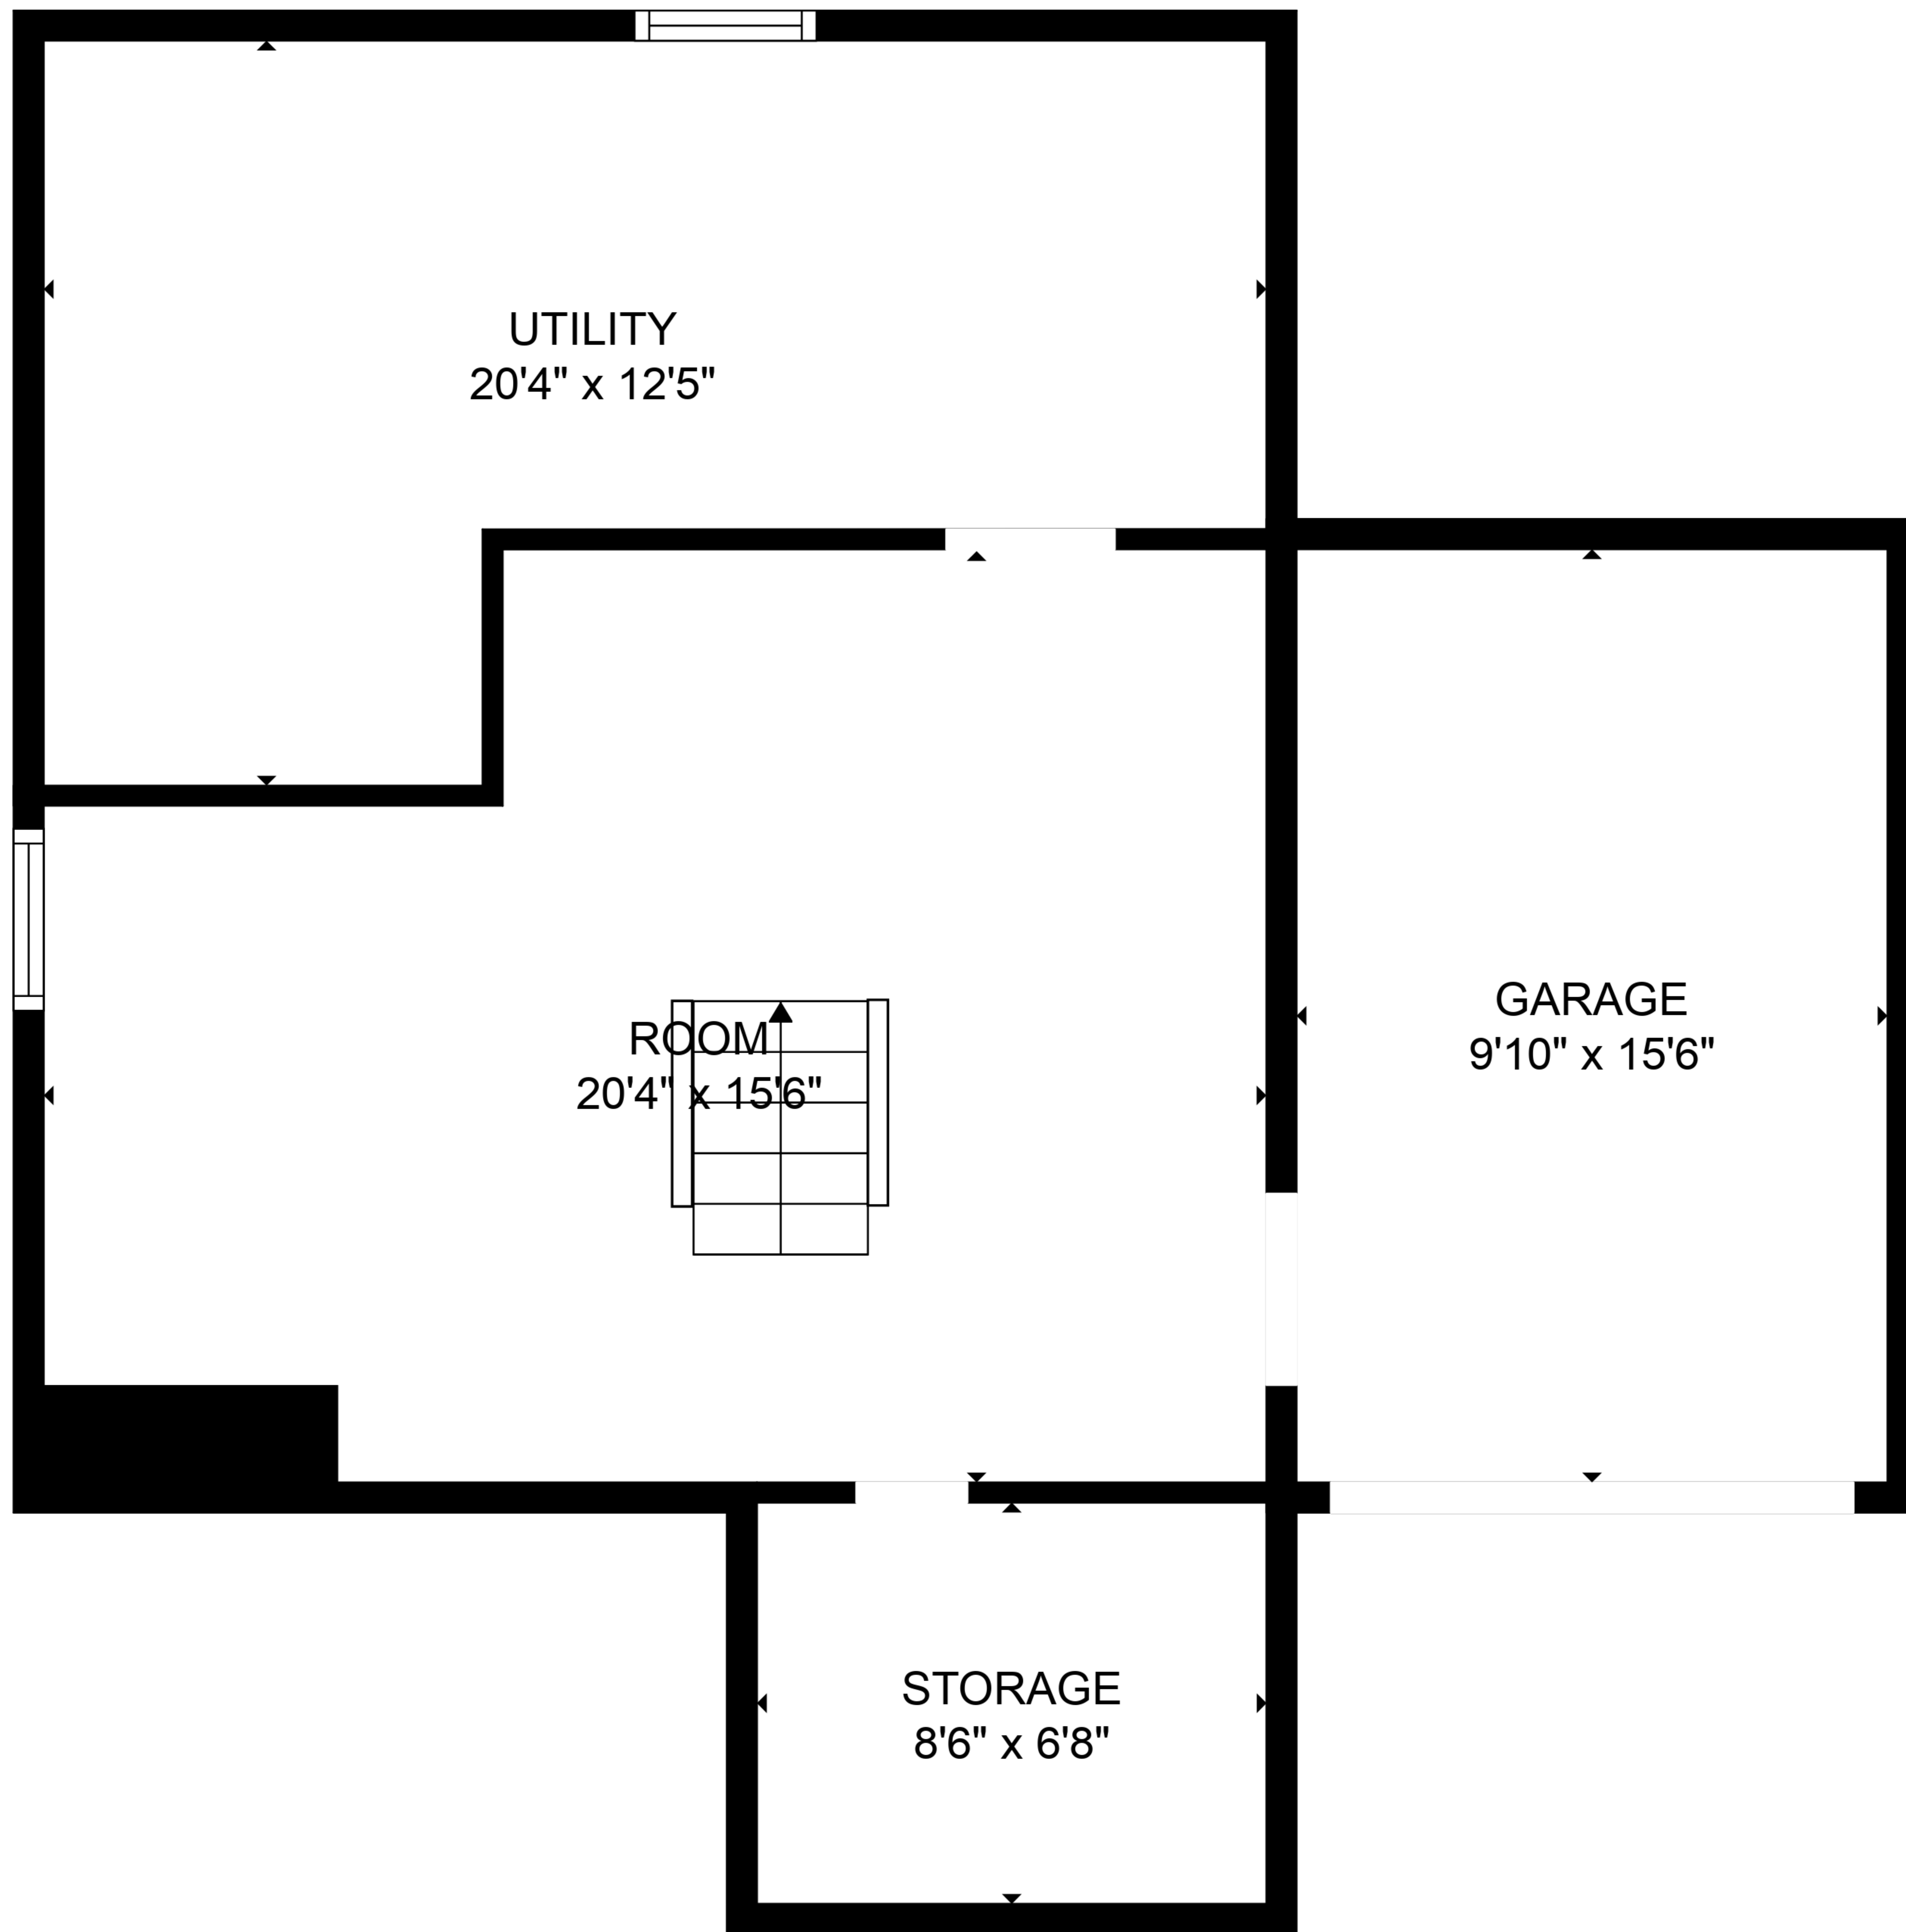 UTILITY
20'4" x 12'5"
GARAGE
9'10" x 15'6"
ROOM
20'4" x 15'6"
STORAGE
8'6" x 6'8"